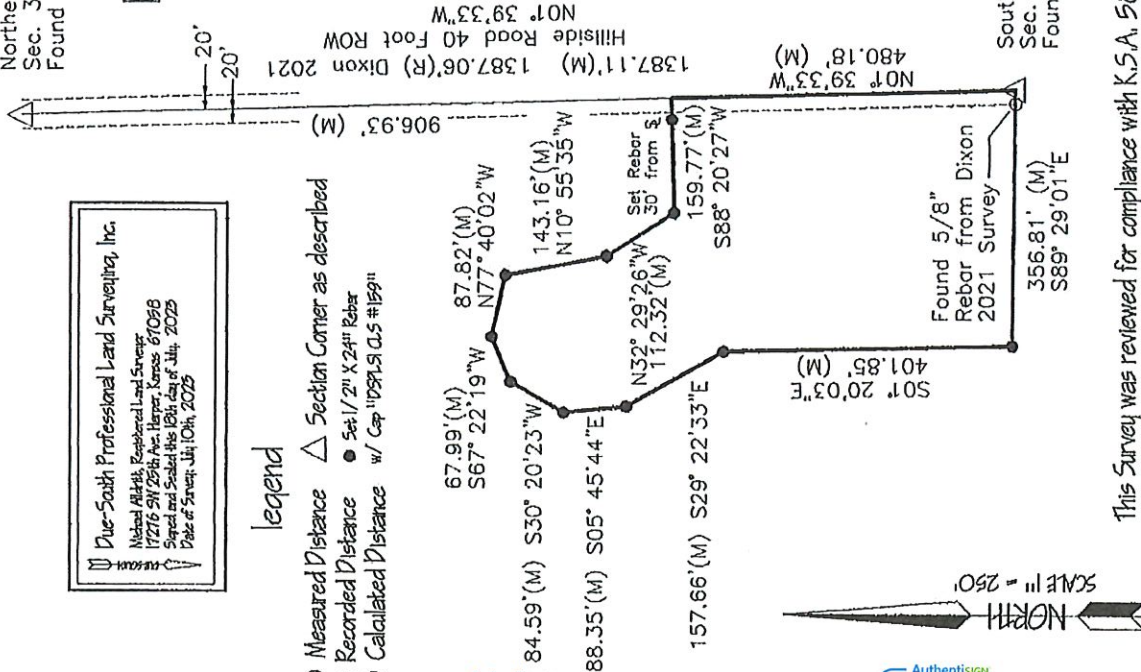 Northe
Sec. 3
Found
20'
20'
Hillside Road 40 Foot ROW
N01° 39'33"W
1387.11'(M) 1387.06'(R) Dixon 2021
906.93' (M)
N01° 39'33"W
480.18' (M)
South
Sec.
Foun
Due-South Professional Land Surveying, Inc.
Michael Alldritt, Registered Land Surveyor
17276 SW 25th Ave. Harper, Kansas 67058
Signed and Sealed this 18th day of July, 2025
Date of Survey: July 10th, 2025
legend
Measured Distance
△ Section Corner as described
Recorded Distance
● Set 1/2" X 24" Rebar
Calculated Distance
w/ Cap "DSPLSI CLS #159"
87.82'(M)
N77° 40'02"W
143.16'(M)
N10° 55'35"W
Set Rebar
30' from ℄
159.77'(M)
S88° 20'27"W
67.99'(M)
S67° 22'19"W
84.59'(M) S30° 20'23"W
88.35'(M) S05° 45'44"E
N32° 29'26"W
112.32'(M)
157.66'(M) S29° 22'33"E
S01° 20'03"E
401.85' (M)
Found 5/8"
Rebar from Dixon
2021 Survey
356.81' (M)
S89° 29'01"E
NORTH
SCALE 1" = 250'
This Survey was reviewed for compliance with K.S.A. 58
AuthentiSIGN